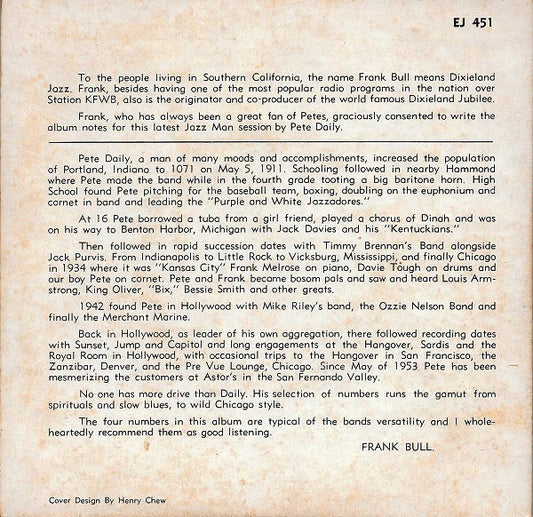 EJ 451
To the people living in Southern California, the name Frank Bull means Dixieland
Jazz. Frank, besides having one of the most popular radio programs in the nation over
Station KFWB, also is the originator and co-producer of the world famous Dixieland Jubilee.
Frank, who has always been a great fan of Petes, graciously consented to write the
album notes for this latest Jazz Man session by Pete Daily.
Pete Daily, a man of many moods and accomplishments, increased the population
of Portland, Indiana to 1071 on May 5, 1911. Schooling followed in nearby Hammond
where Pete made the band while in the fourth grade tooting a big baritone horn. High
School found Pete pitching for the baseball team, boxing, doubling on the euphonium and
cornet in band and leading the "Purple and White Jazzadores."
At 16 Pete borrowed a tuba from a girl friend, played a chorus of Dinah and was
on his way to Benton Harbor, Michigan with Jack Davies and his "Kentuckians."
Then followed in rapid succession dates with Timmy Brennan's Band alongside
Jack Purvis. From Indianapolis to Little Rock to Vicksburg, Mississippi, and finally Chicago
in 1934 where it was "Kansas City" Frank Melrose on piano, Davie Tough on drums and
our boy Pete on cornet. Pete and Frank became bosom pals and saw and heard Louis Arm-
strong, King Oliver, "Bix," Bessie Smith and other greats.
1942 found Pete in Hollywood with Mike Riley's band, the Ozzie Nelson Band and
finally the Merchant Marine.
Back in Hollywood, as leader of his own aggregation, there followed recording dates
with Sunset, Jump and Capitol and long engagements at the Hangover, Sardis and the
Royal Room in Hollywood, with occasional trips to the Hangover in San Francisco, the
Zanzibar, Denver, and the Pre Vue Lounge, Chicago. Since May of 1953 Pete has been
mesmerizing the customers at Astor's in the San Fernando Valley.
No one has more drive than Daily. His selection of numbers runs the gamut from
spirituals and slow blues, to wild Chicago style.
The four numbers in this album are typical of the bands versatility and I whole-
heartedly recommend them as good listening.
FRANK BULL.
Cover Design By Henry Chew